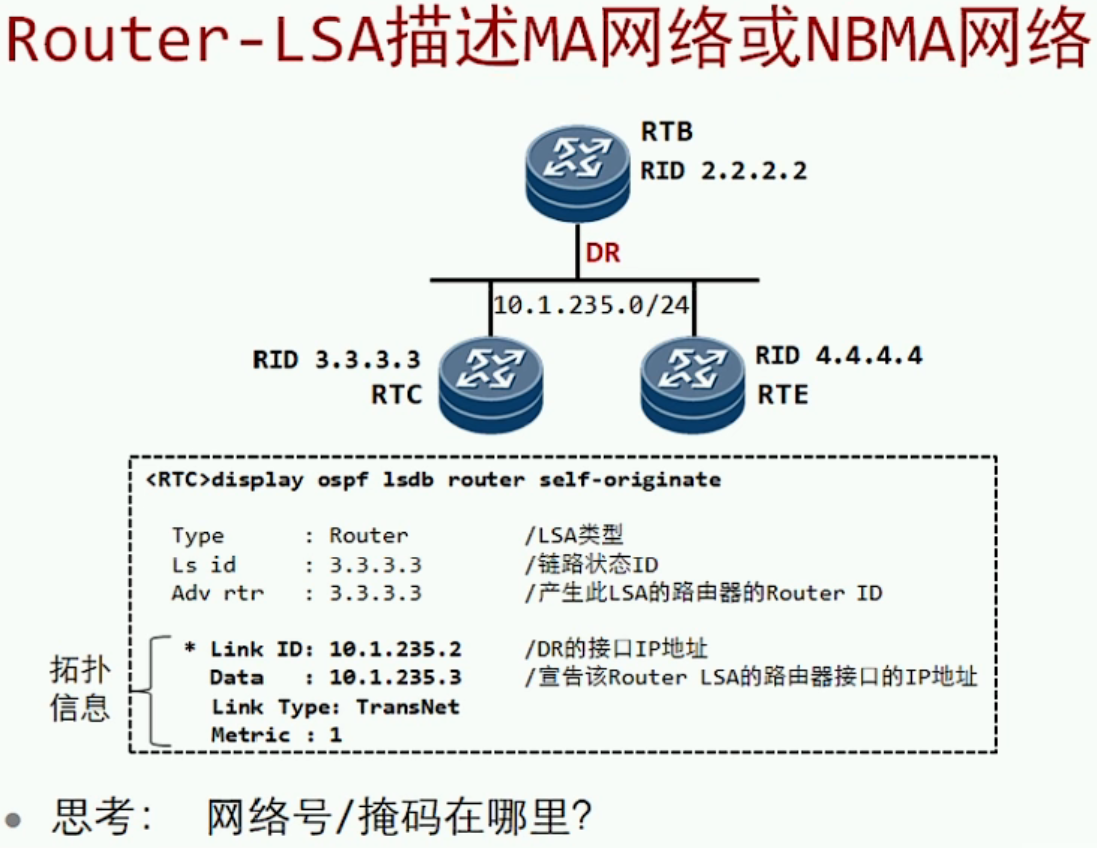 Router-LSA描述MA网络或NBMA网络
RTB
RID 2.2.2.2
DR
10.1.235.0/24
RID 3.3.3.3
RTC
RID 4.4.4.4
RTE
<RTC>display ospf lsdb router self-originate
Type : Router /LSA类型
Ls id : 3.3.3.3 /链路状态ID
Adv rtr : 3.3.3.3 /产生此LSA的路由器的Router ID
拓扑
信息
* Link ID: 10.1.235.2 /DR的接口IP地址
Data : 10.1.235.3 /宣告该Router LSA的路由器接口的IP地址
Link Type: TransNet
Metric : 1
• 思考: 网络号/掩码在哪里?